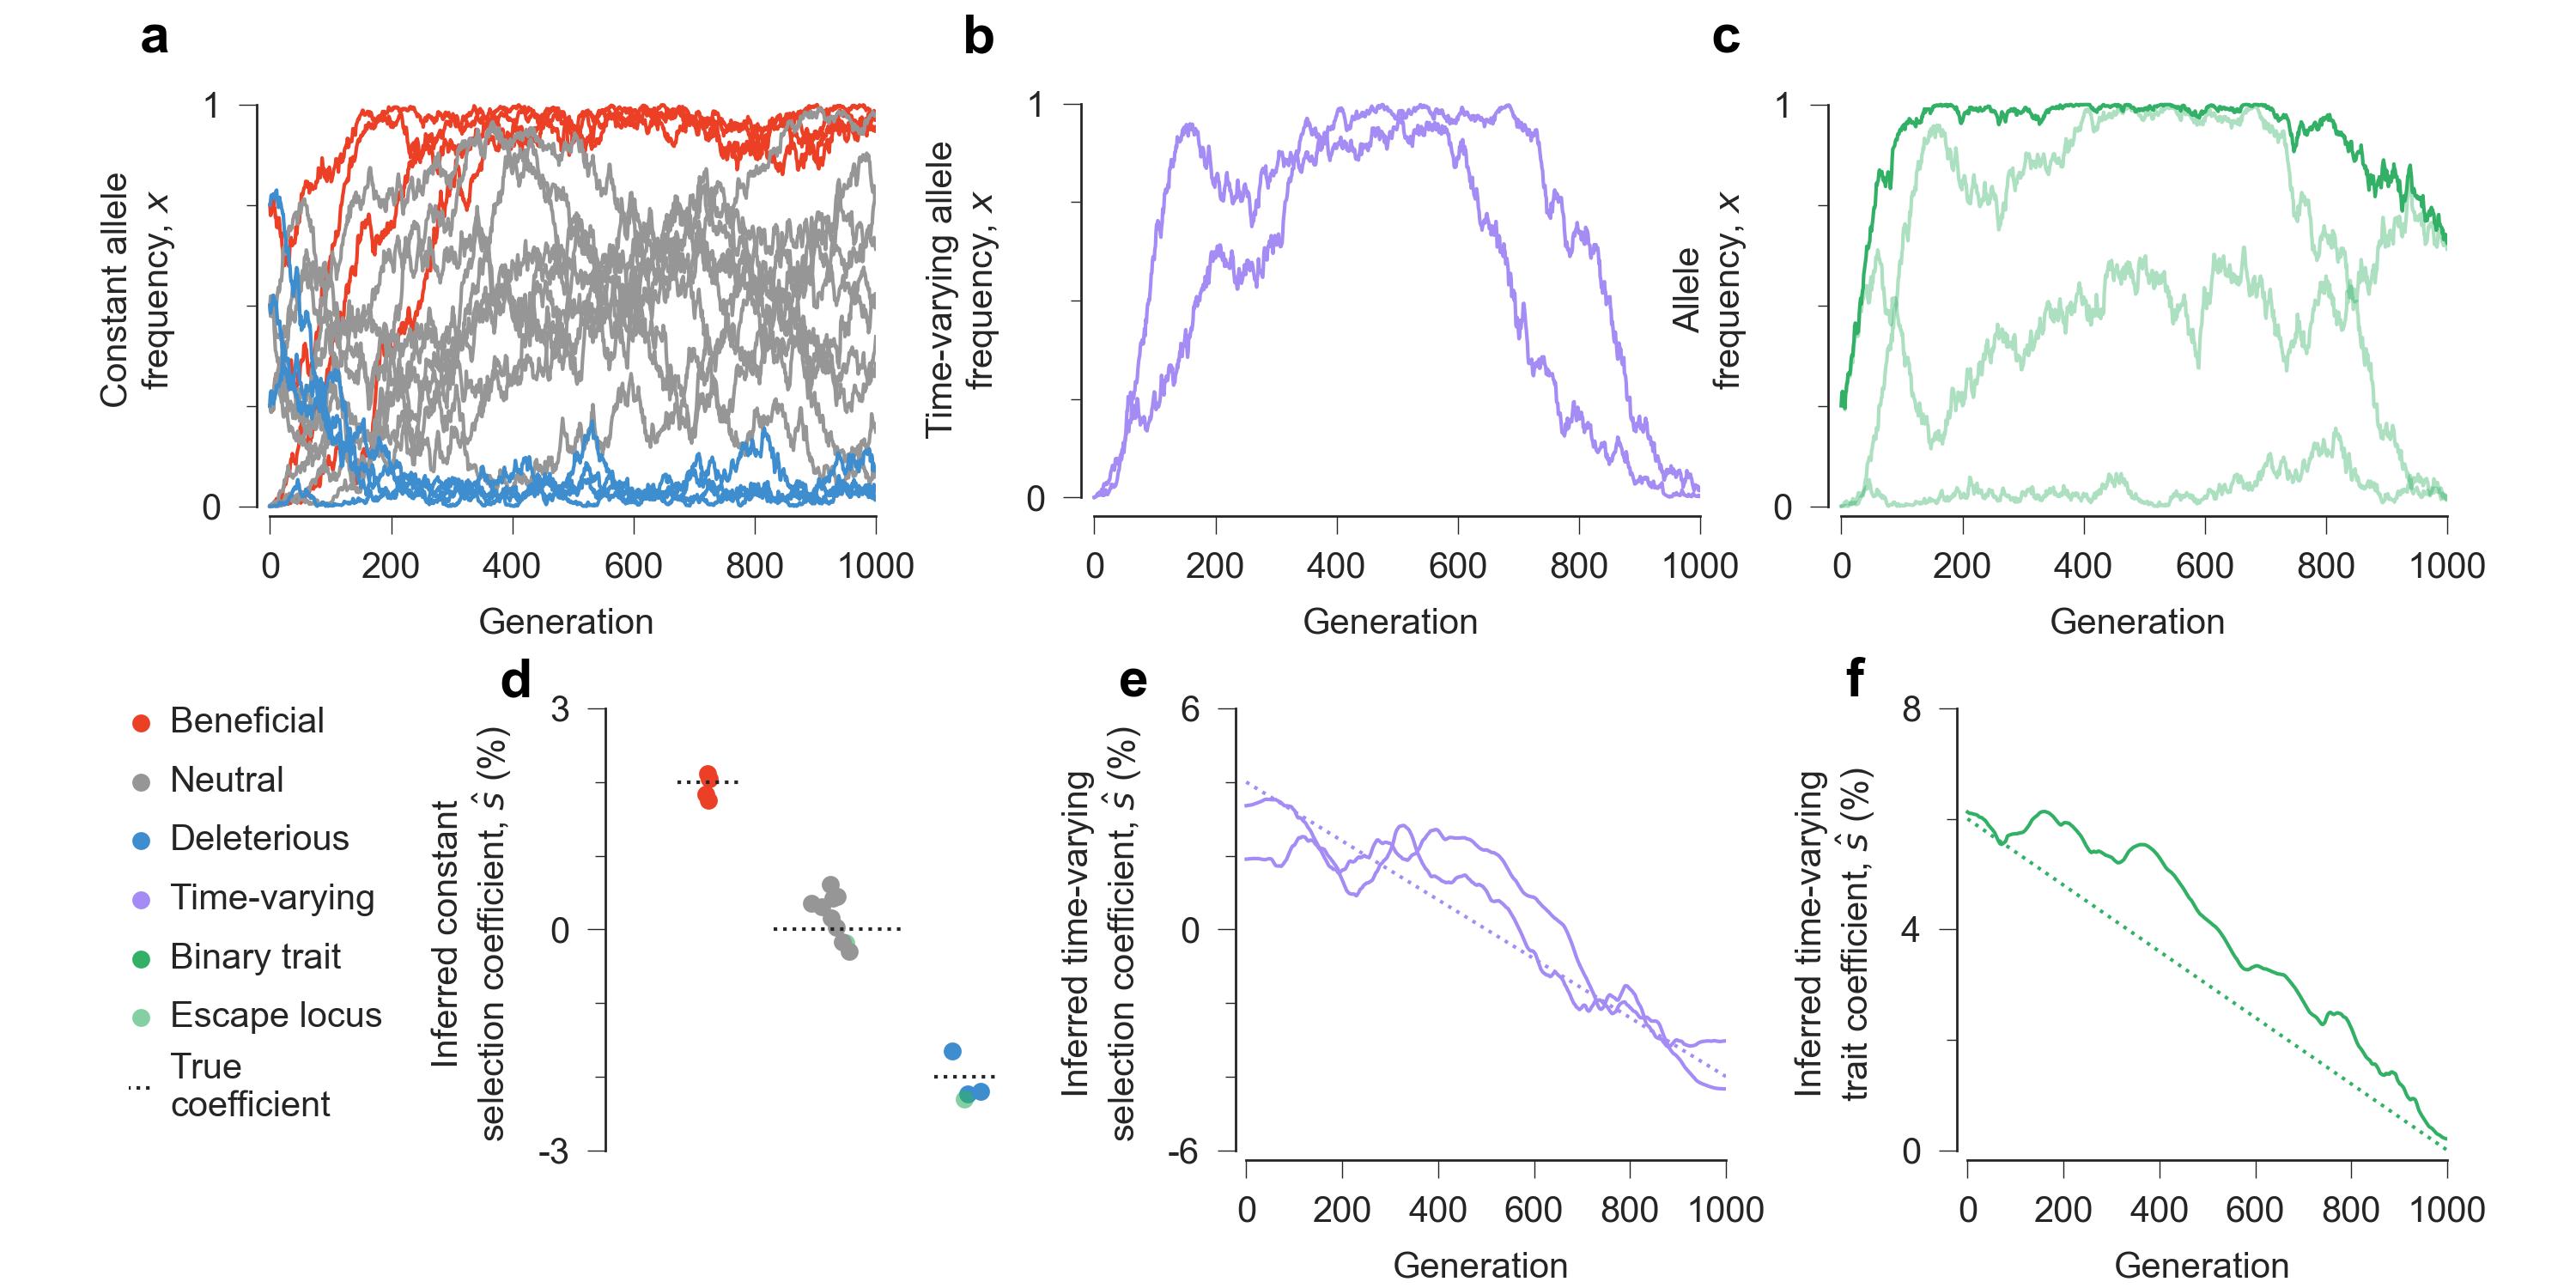 a
1
0
Constant allele
frequency, x
0 200 400 600 800 1000
Generation
b
1
0
Time-varying allele
frequency, x
0 200 400 600 800 1000
Generation
c
1
0
Allele
frequency, x
0 200 400 600 800 1000
Generation
Beneficial
Neutral
Deleterious
Time-varying
Binary trait
Escape locus
True
coefficient
d
3
0
-3
Inferred constant
selection coefficient, ŝ (%)
e
6
0
-6
Inferred time-varying
selection coefficient, ŝ (%)
0 200 400 600 800 1000
Generation
f
8
4
0
Inferred time-varying
trait coefficient, ŝ (%)
0 200 400 600 800 1000
Generation